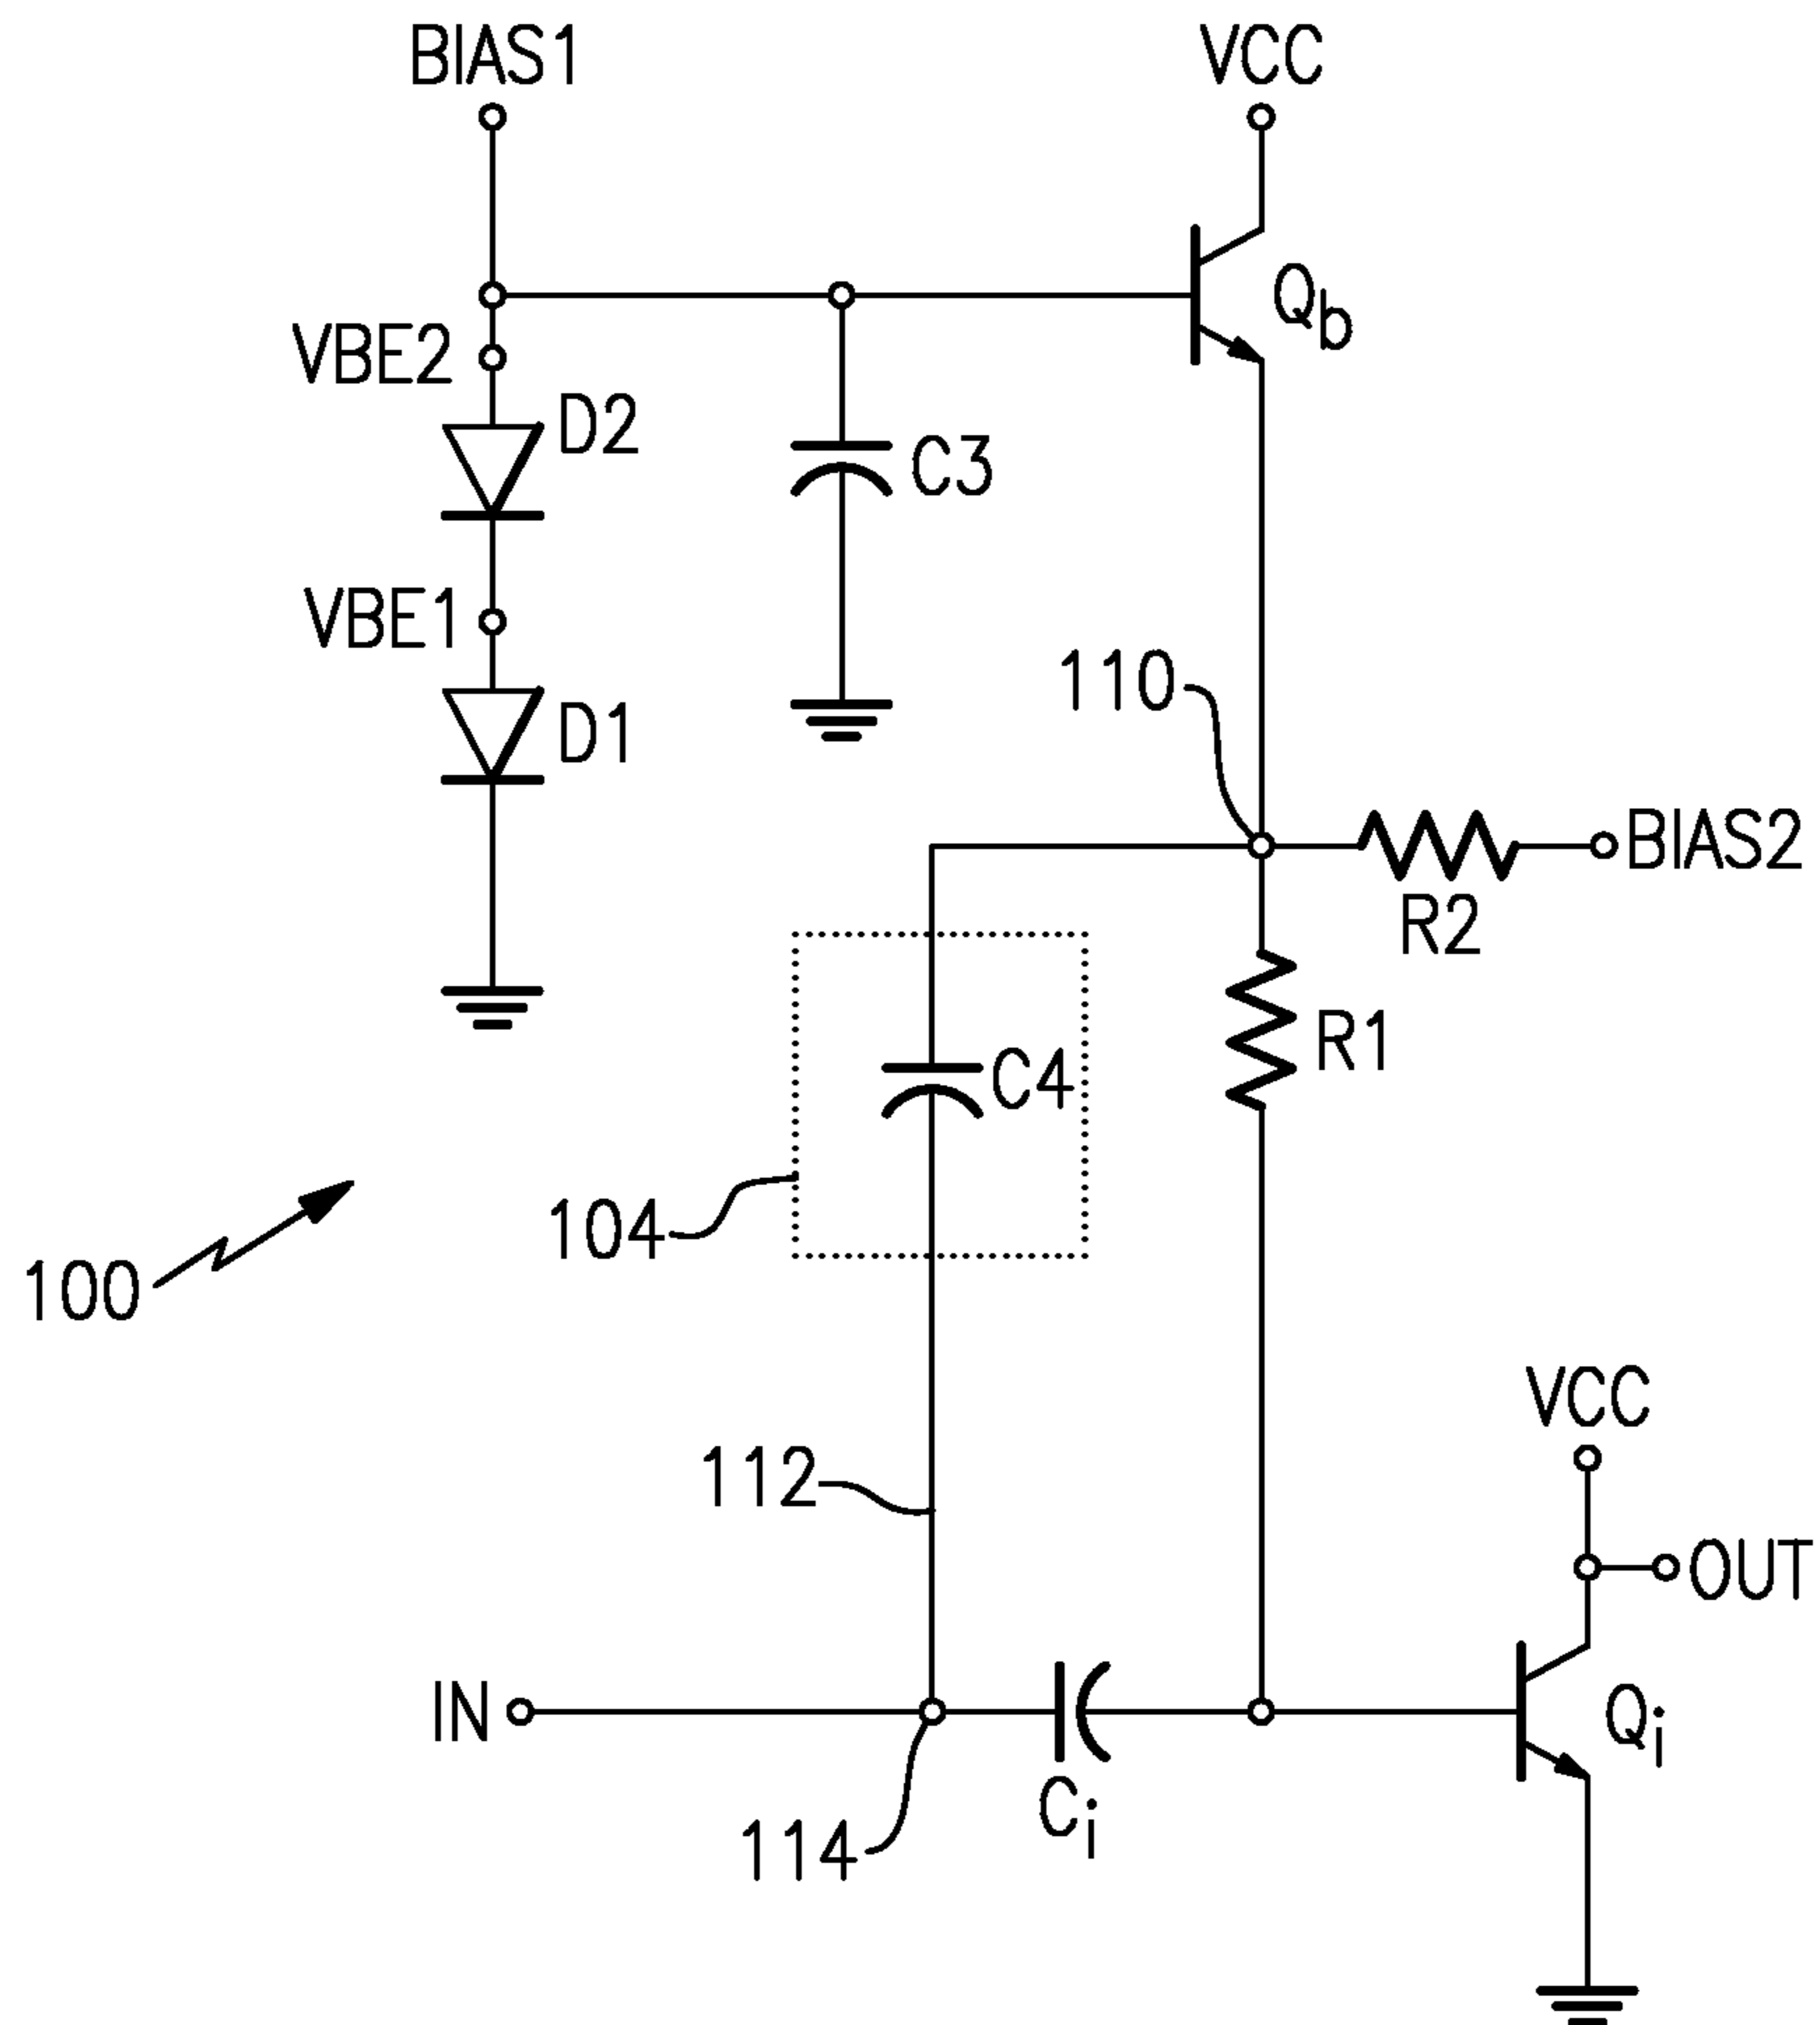 BIAS1
VCC
Qb
VBE2
D2
C3
VBE1
110
D1
BIAS2
R2
R1
C4
104
100
VCC
112
OUT
IN
Qi
Ci
114